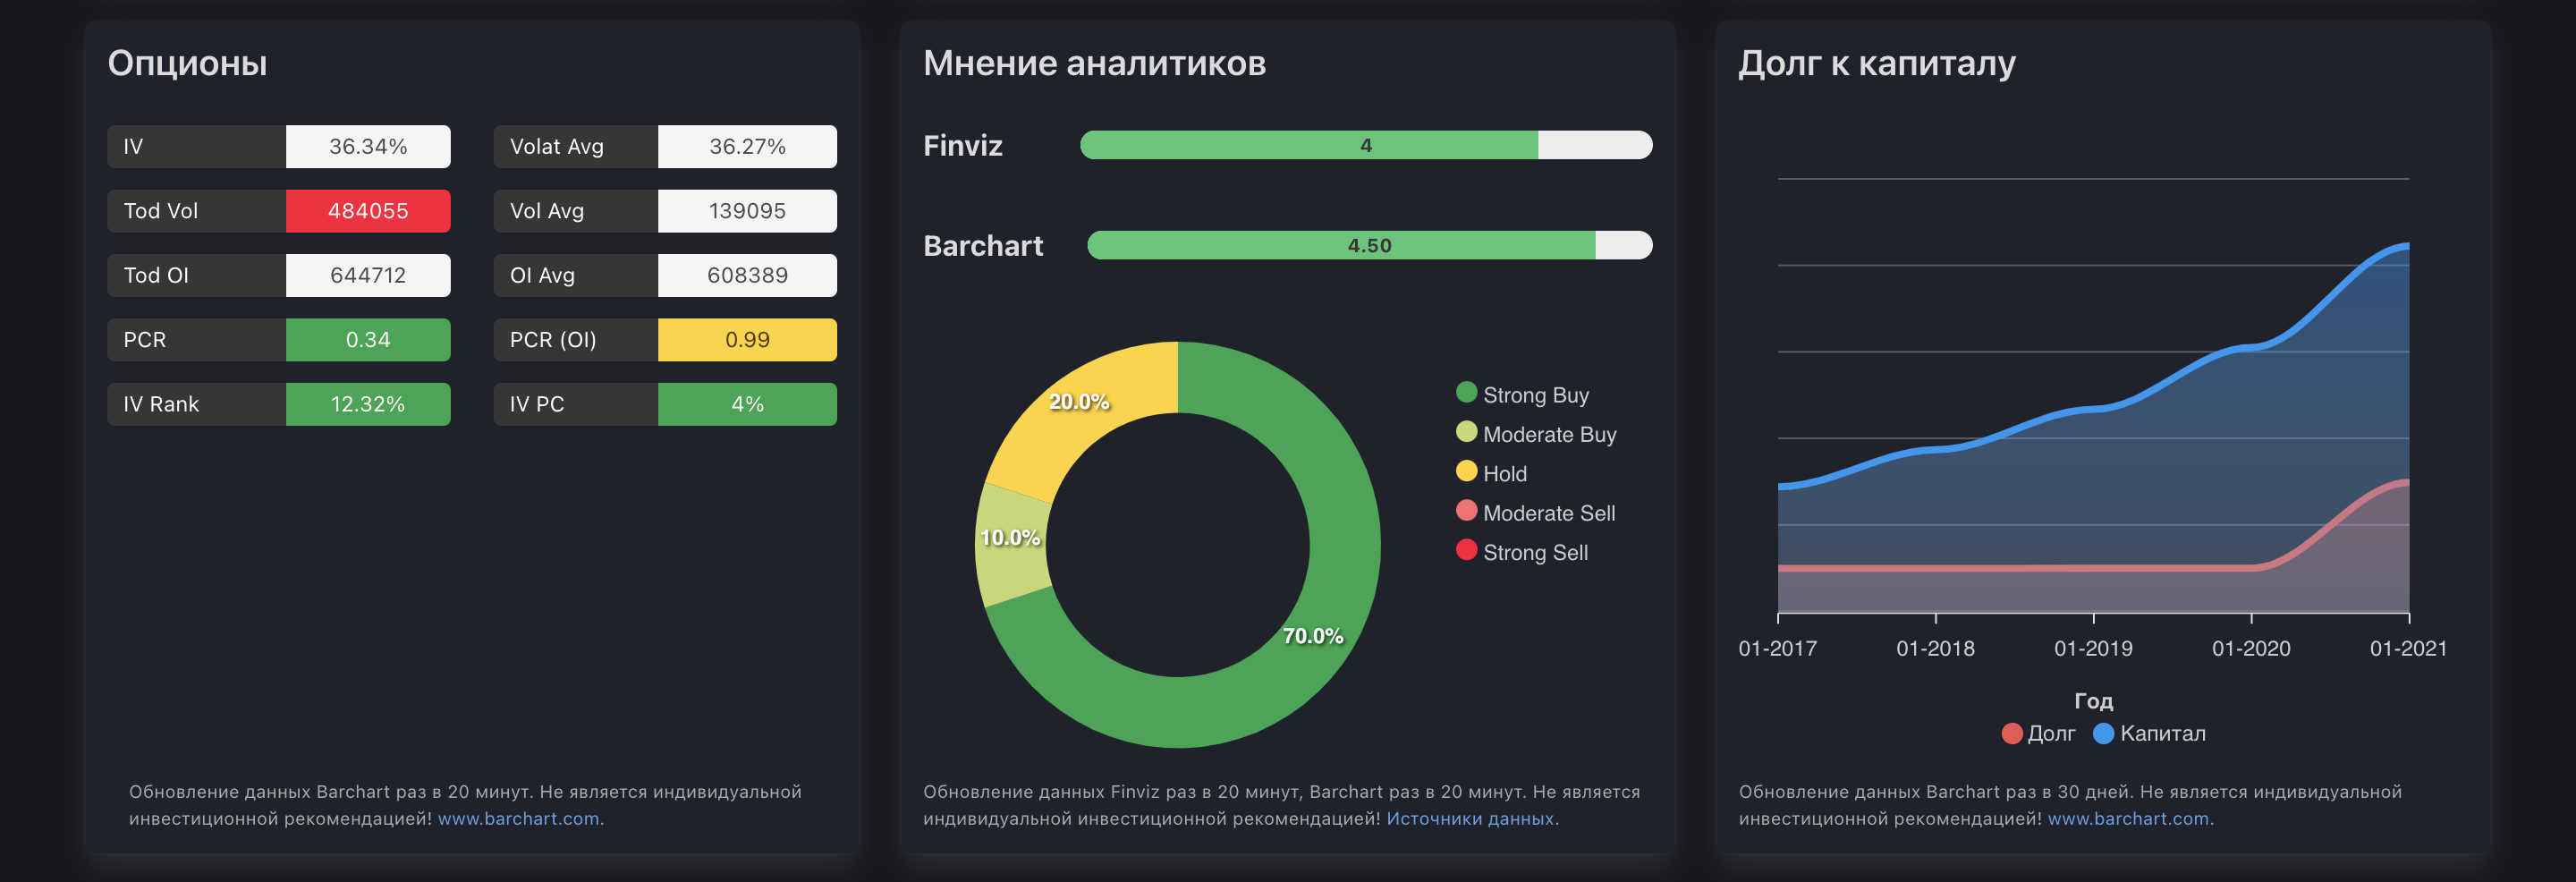 Опционы
IV 36.34% Volat Avg 36.27%
Tod Vol 484055 Vol Avg 139095
Tod OI 644712 OI Avg 608389
PCR 0.34 PCR (OI) 0.99
IV Rank 12.32% IV PC 4%
Обновление данных Barchart раз в 20 минут. Не является индивидуальной
инвестиционной рекомендацией! www.barchart.com.
Мнение аналитиков
Finviz 4
Barchart 4.50
20.0%
10.0%
70.0%
Strong Buy
Moderate Buy
Hold
Moderate Sell
Strong Sell
Обновление данных Finviz раз в 20 минут, Barchart раз в 20 минут. Не является
индивидуальной инвестиционной рекомендацией! Источники данных.
Долг к капиталу
01-2017 01-2018 01-2019 01-2020 01-2021
Год
Долг Капитал
Обновление данных Barchart раз в 30 дней. Не является индивидуальной
инвестиционной рекомендацией! www.barchart.com.